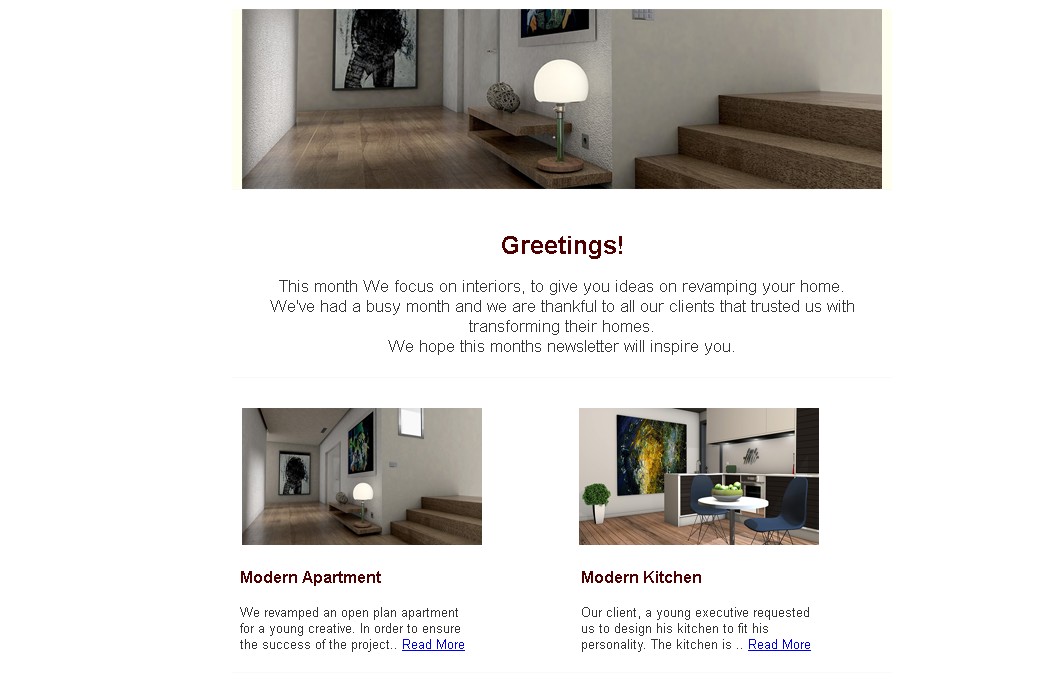 Greetings!
This month We focus on interiors, to give you ideas on revamping your home.
We've had a busy month and we are thankful to all our clients that trusted us with
transforming their homes.
We hope this months newsletter will inspire you.
Modern Apartment
We revamped an open plan apartment
for a young creative. In order to ensure
the success of the project.. Read More
Modern Kitchen
Our client, a young executive requested
us to design his kitchen to fit his
personality. The kitchen is .. Read More